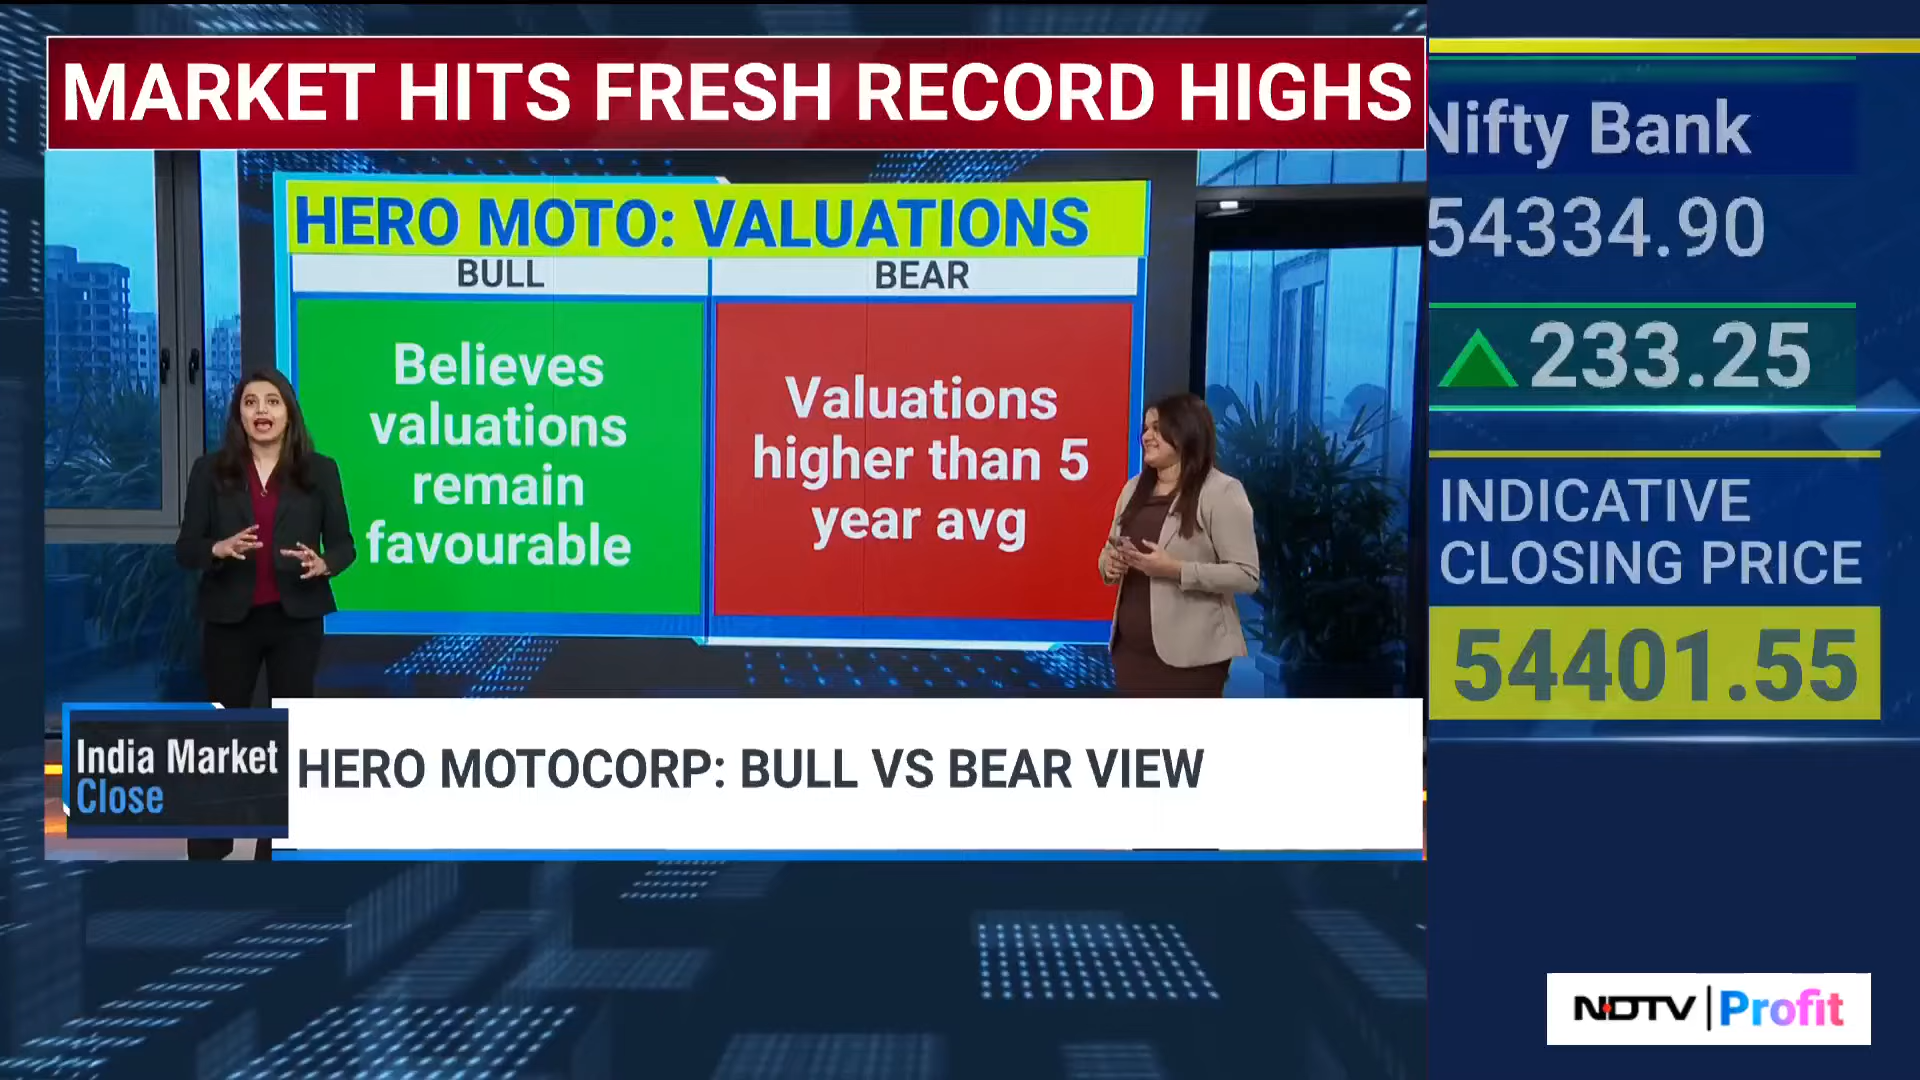 MARKET HITS FRESH RECORD HIGHS
HERO MOTO: VALUATIONS
BULL
BEAR
Believes
valuations
remain
favourable
Valuations
higher than 5
year avg
India Market
Close
HERO MOTOCORP: BULL VS BEAR VIEW
Nifty Bank
54334.90
233.25
INDICATIVE
CLOSING PRICE
54401.55
NDTV Profit